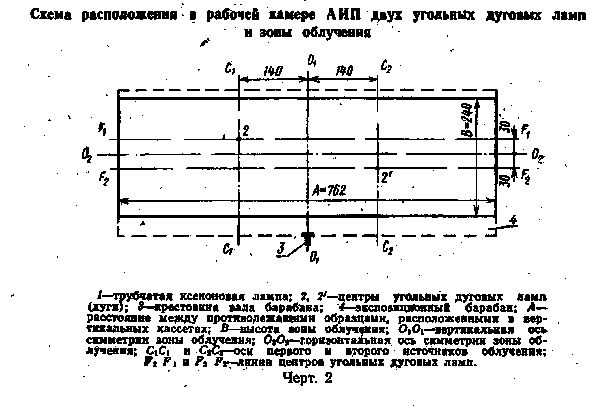 Схема расположения в рабочей камере АИП двух угольных дуговых ламп
и зоны облучения
C₁ 140 O₁ 140 C₂
F₁ 2 B=240 30 F₁
O₂ O₂
F₂ 2' 30 F₂
A=762
4
C₁ 3 O₁ C₂
1—трубчатая ксеноновая лампа; 2, 2'—центры угольных дуговых ламп
(дуги); 3—крестовина вала барабана; 4—экспозиционный барабан; А—
расстояние между противолежащими образцами, расположенными в вер-
тикальных кассетах; В—высота зоны облучения; O₁O₁—вертикальная ось
симметрии зоны облучения; O₂O₂—горизонтальная ось симметрии зоны об-
лучения; C₁C₁ и C₂C₂—оси первого и второго источников облучения;
F₁ F₁ и F₂ F₂—линии центров угольных дуговых ламп.
Черт. 2